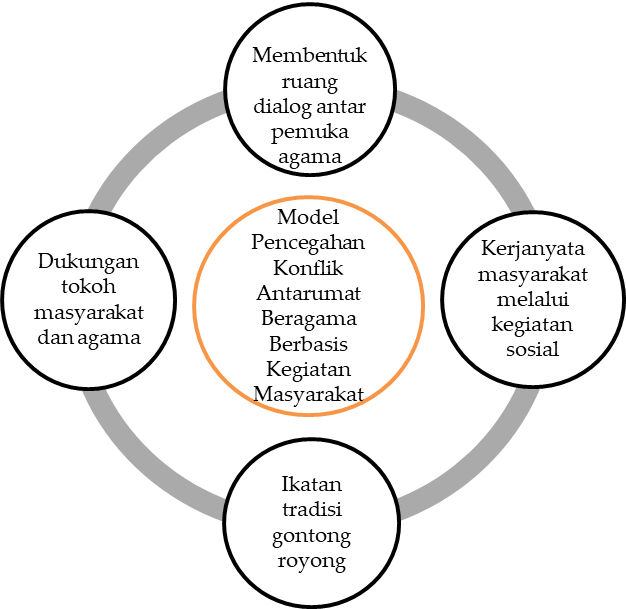 Membentuk
ruang
dialog antar
pemuka
agama
Dukungan
tokoh
masyarakat
dan agama
Model
Pencegahan
Konflik
Antarumat
Beragama
Berbasis
Kegiatan
Masyarakat
Kerjanyata
masyarakat
melalui
kegiatan
sosial
Ikatan
tradisi
gontong
royong